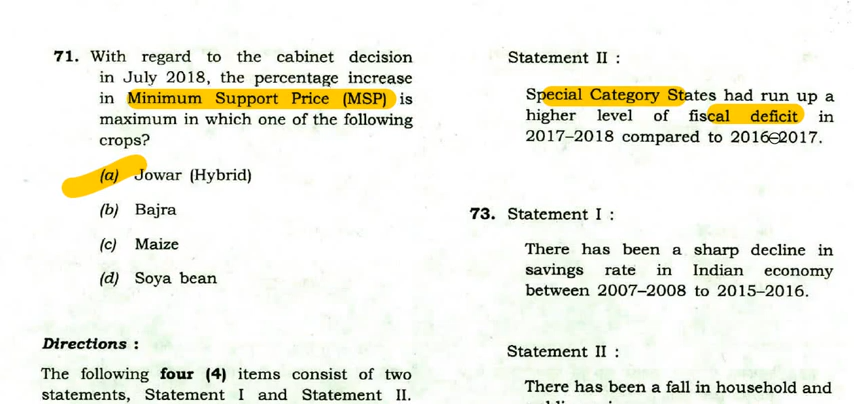 71. With regard to the cabinet decision
in July 2018, the percentage increase
in Minimum Support Price (MSP) is
maximum in which one of the following
crops?
(a) Jowar (Hybrid)
(b) Bajra
(c) Maize
(d) Soya bean
Directions :
The following four (4) items consist of two
statements, Statement I and Statement II.
Statement II :
Special Category States had run up a
higher level of fiscal deficit in
2017–2018 compared to 2016–2017.
73. Statement I :
There has been a sharp decline in
savings rate in Indian economy
between 2007–2008 to 2015–2016.
Statement II :
There has been a fall in household and